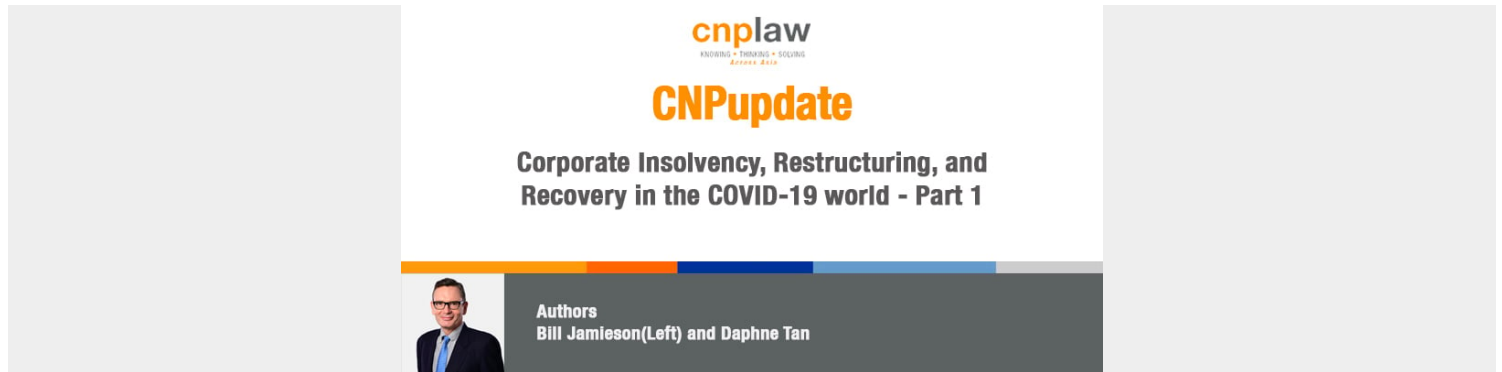 cnplaw
KNOWING • THINKING • SOLVING
Across Asia
CNPupdate
Corporate Insolvency, Restructuring, and
Recovery in the COVID-19 world - Part 1
Authors
Bill Jamieson(Left) and Daphne Tan